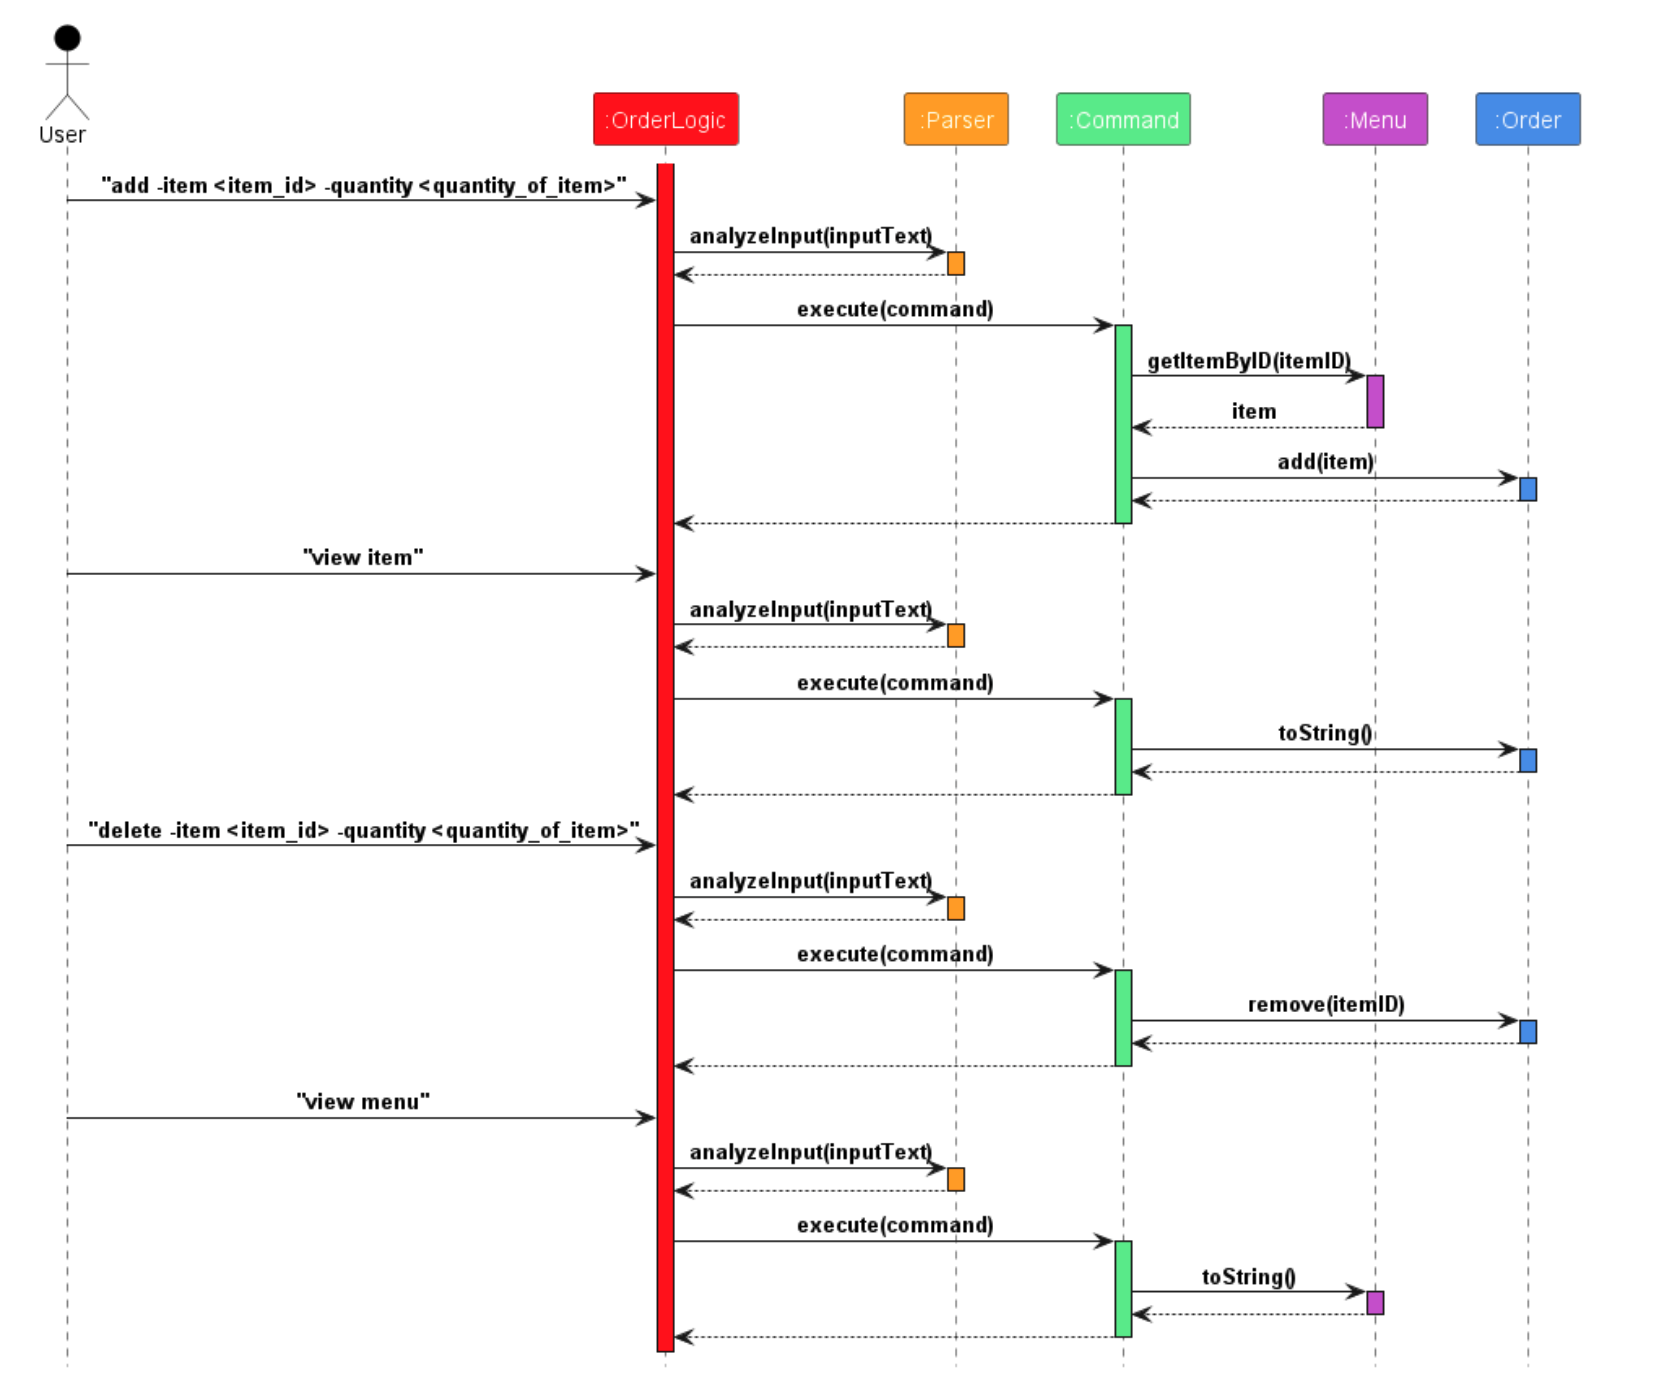 User
:OrderLogic
:Parser
:Command
:Menu
:Order
"add -item <item_id> -quantity <quantity_of_item>"
analyzeInput(inputText)
execute(command)
getItemByID(itemID)
item
add(item)
"view item"
analyzeInput(inputText)
execute(command)
toString()
"delete -item <item_id> -quantity <quantity_of_item>"
analyzeInput(inputText)
execute(command)
remove(itemID)
"view menu"
analyzeInput(inputText)
execute(command)
toString()